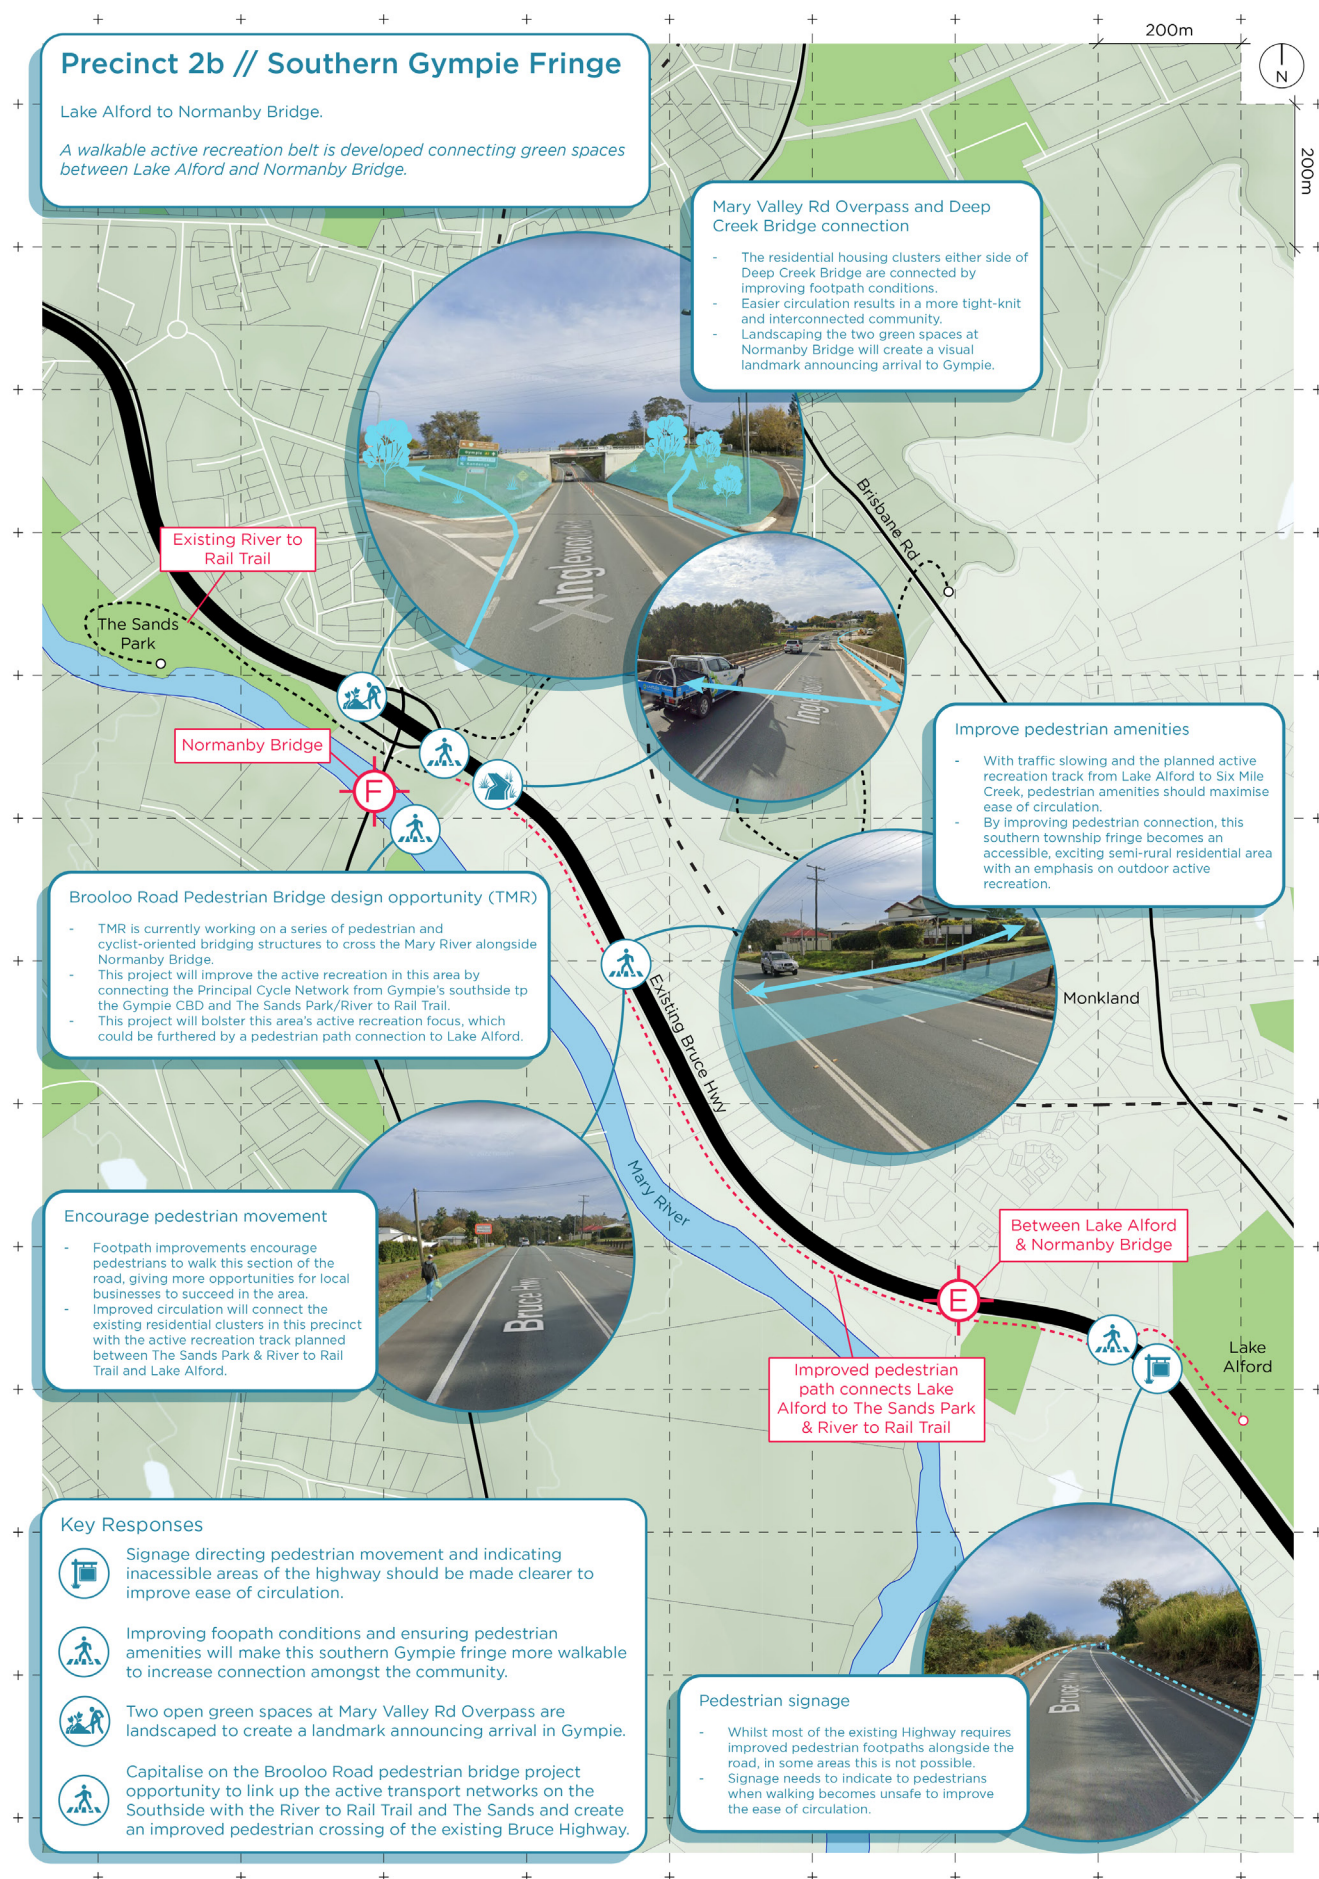 Precinct 2b // Southern Gympie Fringe
Lake Alford to Normanby Bridge.
A walkable active recreation belt is developed connecting green spaces
between Lake Alford and Normanby Bridge.
200m
N
200m
Mary Valley Rd Overpass and Deep
Creek Bridge connection
- The residential housing clusters either side of
Deep Creek Bridge are connected by
improving footpath conditions.
- Easier circulation results in a more tight-knit
and interconnected community.
- Landscaping the two green spaces at
Normanby Bridge will create a visual
landmark announcing arrival to Gympie.
Brisbane Rd
Inglewood Rd
Existing River to
Rail Trail
The Sands
Park
Normanby Bridge
F
Improve pedestrian amenities
- With traffic slowing and the planned active
recreation track from Lake Alford to Six Mile
Creek, pedestrian amenities should maximise
ease of circulation.
- By improving pedestrian connection, this
southern township fringe becomes an
accessible, exciting semi-rural residential area
with an emphasis on outdoor active
recreation.
Brooloo Road Pedestrian Bridge design opportunity (TMR)
- TMR is currently working on a series of pedestrian and
cyclist-oriented bridging structures to cross the Mary River alongside
Normanby Bridge.
- This project will improve the active recreation in this area by
connecting the Principal Cycle Network from Gympie's southside tp
the Gympie CBD and The Sands Park/River to Rail Trail.
- This project will bolster this area's active recreation focus, which
could be furthered by a pedestrian path connection to Lake Alford.
Existing Bruce Hwy
Monkland
Mary River
Encourage pedestrian movement
- Footpath improvements encourage
pedestrians to walk this section of the
road, giving more opportunities for local
businesses to succeed in the area.
- Improved circulation will connect the
existing residential clusters in this precinct
with the active recreation track planned
between The Sands Park & River to Rail
Trail and Lake Alford.
Bruce Hwy
Between Lake Alford
& Normanby Bridge
E
Lake
Alford
Improved pedestrian
path connects Lake
Alford to The Sands Park
& River to Rail Trail
Key Responses
Signage directing pedestrian movement and indicating
inaccessible areas of the highway should be made clearer to
improve ease of circulation.
Improving foopath conditions and ensuring pedestrian
amenities will make this southern Gympie fringe more walkable
to increase connection amongst the community.
Two open green spaces at Mary Valley Rd Overpass are
landscaped to create a landmark announcing arrival in Gympie.
Capitalise on the Brooloo Road pedestrian bridge project
opportunity to link up the active transport networks on the
Southside with the River to Rail Trail and The Sands and create
an improved pedestrian crossing of the existing Bruce Highway.
Pedestrian signage
- Whilst most of the existing Highway requires
improved pedestrian footpaths alongside the
road, in some areas this is not possible.
- Signage needs to indicate to pedestrians
when walking becomes unsafe to improve
the ease of circulation.